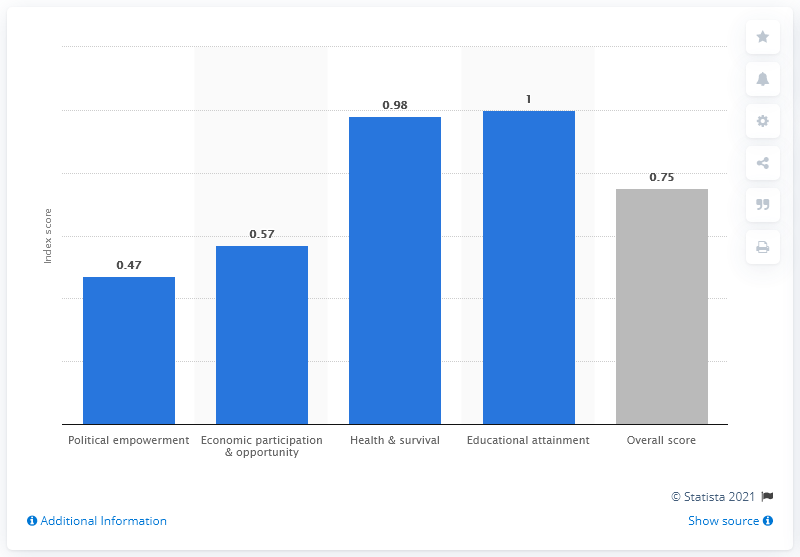 Index score
0.47
0.57
0.98
1
0.75
Political empowerment
Economic participation
& opportunity
Health & survival
Educational attainment
Overall score
© Statista 2021
Additional Information
Show source